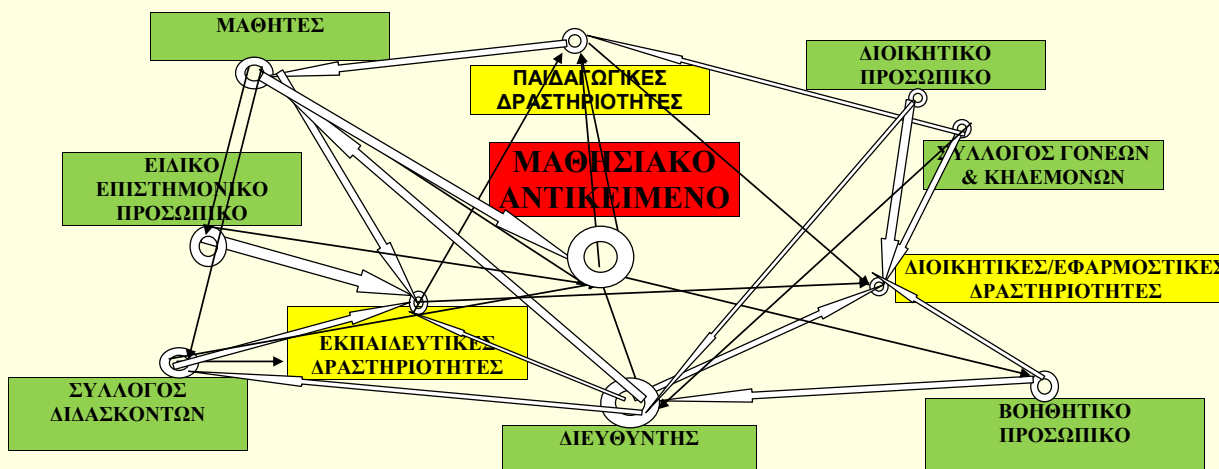 ΜΑΘΗΤΕΣ
ΠΑΙΔΑΓΩΓΙΚΕΣ
ΔΡΑΣΤΗΡΙΟΤΗΤΕΣ
ΔΙΟΙΚΗΤΙΚΟ
ΠΡΟΣΩΠΙΚΟ
ΕΙΔΙΚΟ
ΕΠΙΣΤΗΜΟΝΙΚΟ
ΠΡΟΣΩΠΙΚΟ
ΜΑΘΗΣΙΑΚΟ
ΑΝΤΙΚΕΙΜΕΝΟ
ΣΥΛΛΟΓΟΣ ΓΟΝΕΩΝ
& ΚΗΔΕΜΟΝΩΝ
ΔΙΟΙΚΗΤΙΚΕΣ/ΕΦΑΡΜΟΣΤΙΚΕΣ
ΔΡΑΣΤΗΡΙΟΤΗΤΕΣ
ΕΚΠΑΙΔΕΥΤΙΚΕΣ
ΔΡΑΣΤΗΡΙΟΤΗΤΕΣ
ΣΥΛΛΟΓΟΣ
ΔΙΔΑΣΚΟΝΤΩΝ
ΔΙΕΥΘΥΝΤΗΣ
ΒΟΗΘΗΤΙΚΟ
ΠΡΟΣΩΠΙΚΟ